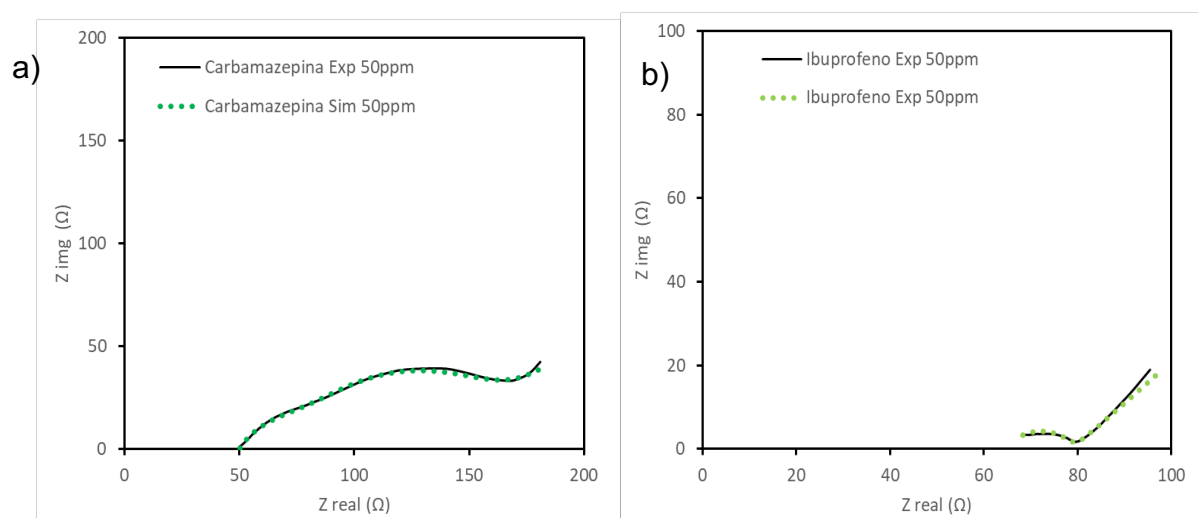 a)
200
150
100
50
0
Z img (Ω)
Carbamazepina Exp 50ppm
Carbamazepina Sim 50ppm
0 50 100 150 200
Z real (Ω)
b)
100
80
60
40
20
0
Z img (Ω)
Ibuprofeno Exp 50ppm
Ibuprofeno Exp 50ppm
0 20 40 60 80 100
Z real (Ω)